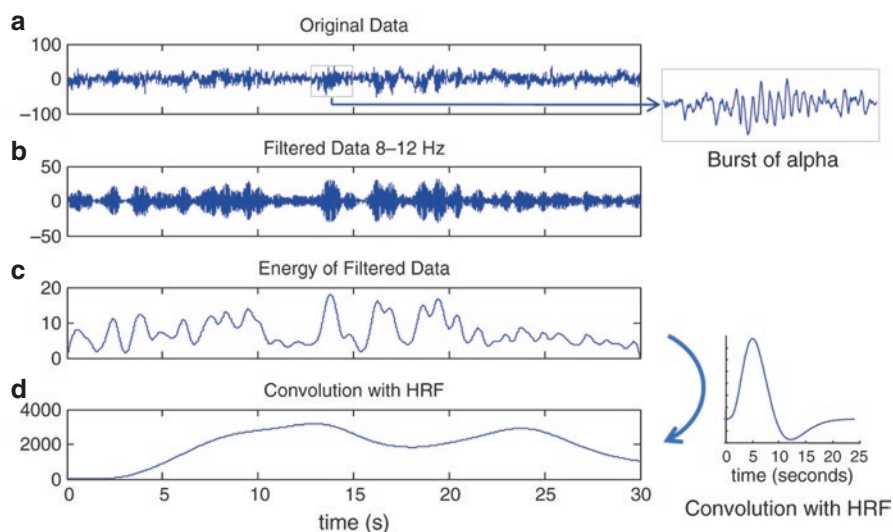 a
Original Data
100
0
−100
Burst of alpha
b
Filtered Data 8–12 Hz
50
0
−50
c
Energy of Filtered Data
20
10
0
d
Convolution with HRF
4000
2000
0
0 5 10 15 20 25 30
time (s)
0 5 10 15 20 25
time (seconds)
Convolution with HRF